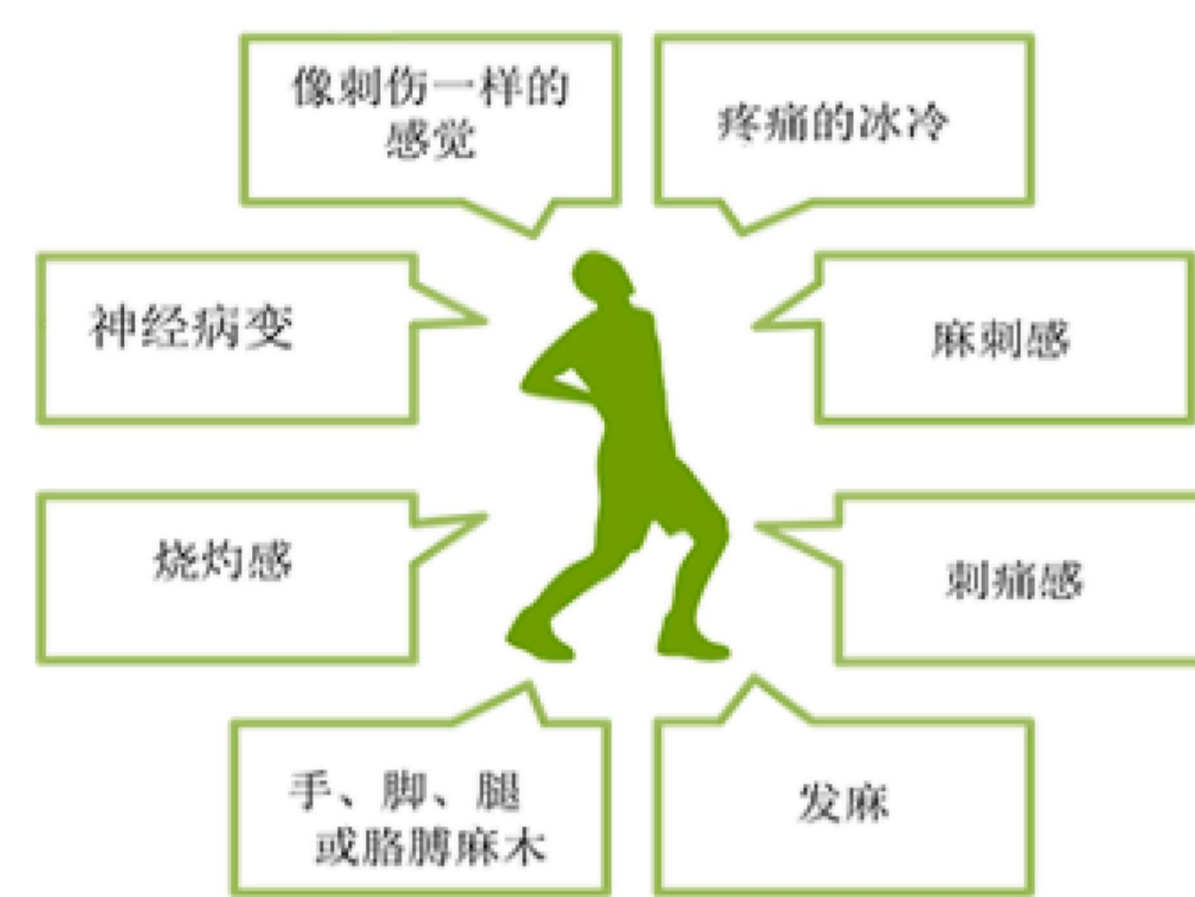 像刺伤一样的
感觉
疼痛的冰冷
神经病变
麻刺感
烧灼感
刺痛感
手、脚、腿
或胳膊麻木
发麻